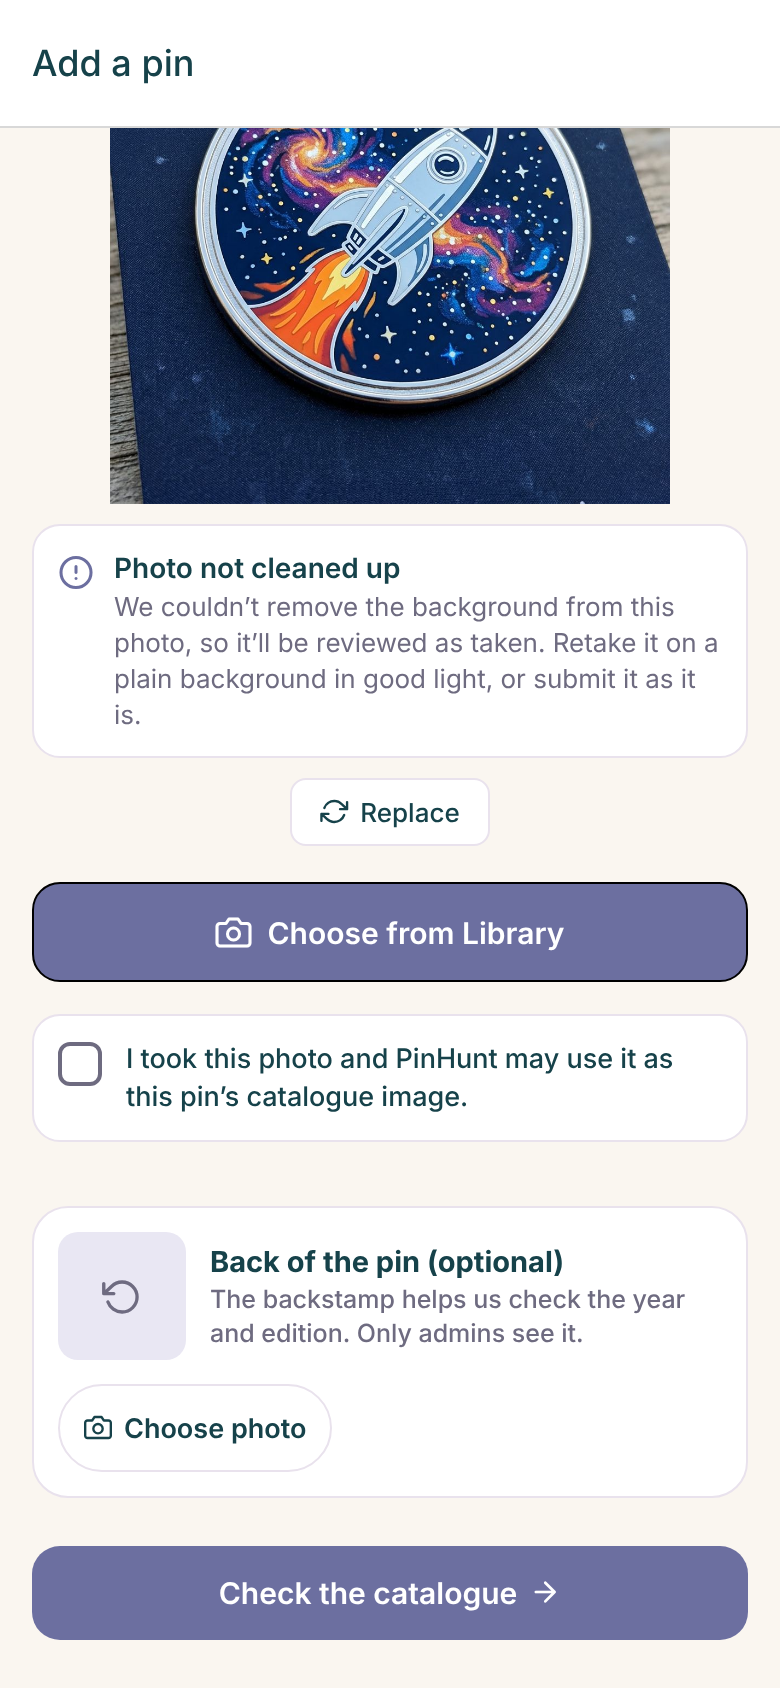 Add a pin
Photo not cleaned up
We couldn’t remove the background from this
photo, so it’ll be reviewed as taken. Retake it on a
plain background in good light, or submit it as it
is.
Replace
Choose from Library
I took this photo and PinHunt may use it as
this pin’s catalogue image.
Back of the pin (optional)
The backstamp helps us check the year
and edition. Only admins see it.
Choose photo
Check the catalogue →